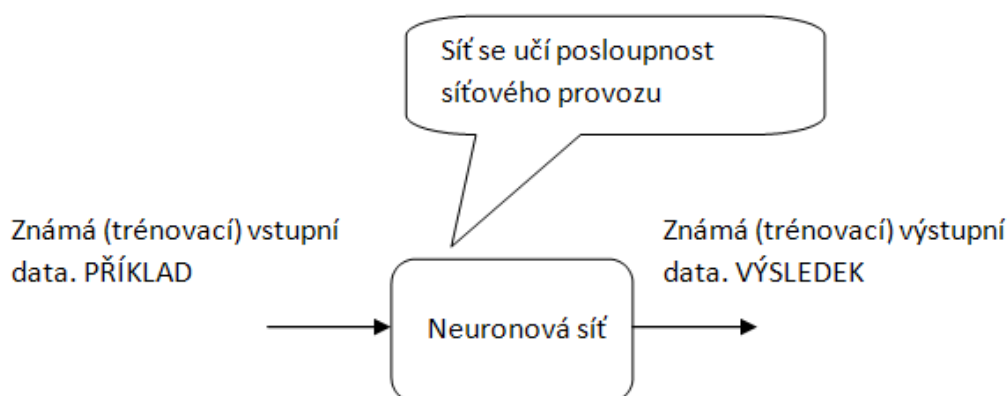 Síť se učí posloupnost
síťového provozu
Známá (trénovací) vstupní
data. PŘÍKLAD
Známá (trénovací) výstupní
data. VÝSLEDEK
Neuronová síť